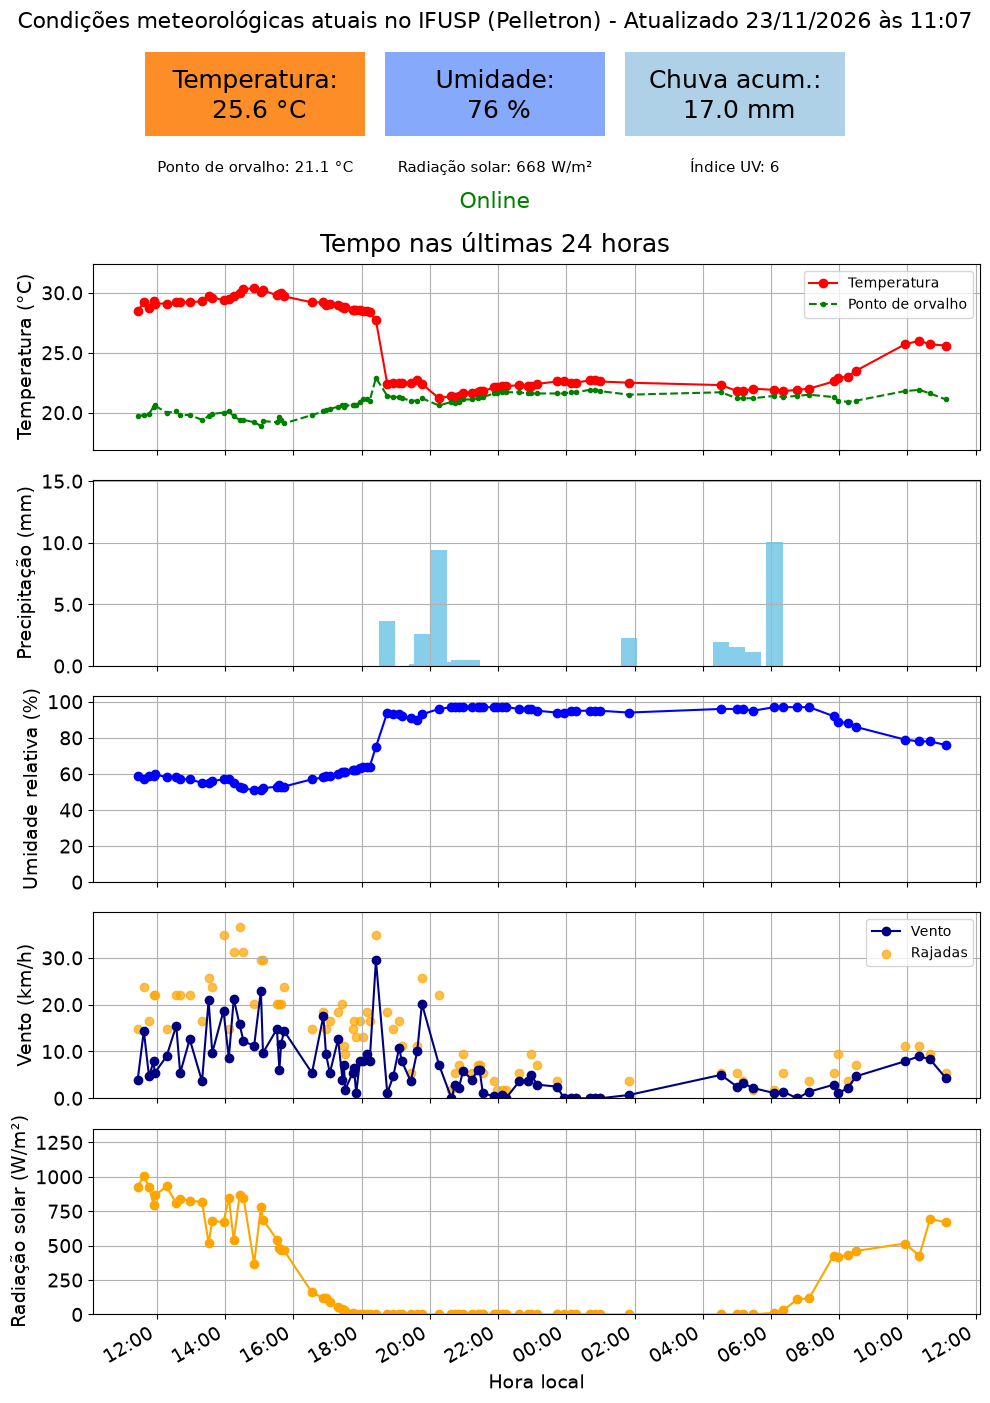 Condições meteorológicas atuais no IFUSP (Pelletron) - Atualizado 23/11/2026 às 11:07
Temperatura:
25.6 °C
Umidade:
76 %
Chuva acum.:
17.0 mm
Ponto de orvalho: 21.1 °C
Radiação solar: 668 W/m²
Índice UV: 6
Online
Tempo nas últimas 24 horas
Temperatura (°C)
30.0
25.0
20.0
Temperatura
Ponto de orvalho
Precipitação (mm)
15.0
10.0
5.0
0.0
Umidade relativa (%)
100
80
60
40
20
0
Vento (km/h)
30.0
20.0
10.0
0.0
Vento
Rajadas
Radiação solar (W/m²)
1250
1000
750
500
250
0
12:00
14:00
16:00
18:00
20:00
22:00
00:00
02:00
04:00
06:00
08:00
10:00
12:00
Hora local